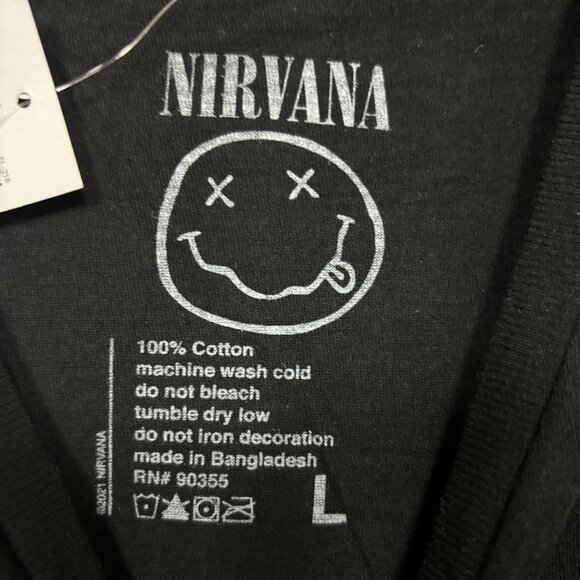 NIRVANA
100% Cotton
machine wash cold
do not bleach
tumble dry low
do not iron decoration
made in Bangladesh
RN# 90355
L
©2021 NIRVANA